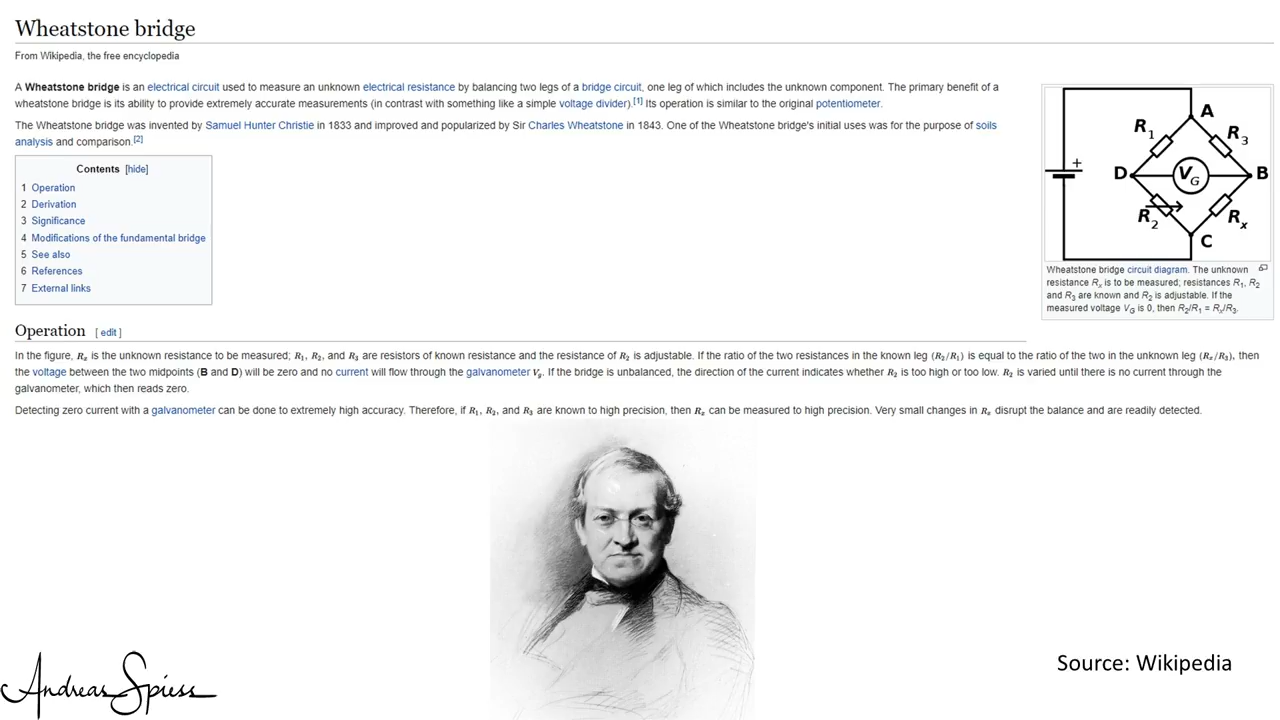 Wheatstone bridge
From Wikipedia, the free encyclopedia
A Wheatstone bridge is an electrical circuit used to measure an unknown electrical resistance by balancing two legs of a bridge circuit, one leg of which includes the unknown component. The primary benefit of a
wheatstone bridge is its ability to provide extremely accurate measurements (in contrast with something like a simple voltage divider).[1] Its operation is similar to the original potentiometer.
The Wheatstone bridge was invented by Samuel Hunter Christie in 1833 and improved and popularized by Sir Charles Wheatstone in 1843. One of the Wheatstone bridge's initial uses was for the purpose of soils
analysis and comparison.[2]
Contents [hide]
1 Operation
2 Derivation
3 Significance
4 Modifications of the fundamental bridge
5 See also
6 References
7 External links
A
R1
R3
+
D
VG
B
R2
Rx
C
Wheatstone bridge circuit diagram. The unknown
resistance Rx is to be measured; resistances R1, R2
and R3 are known and R2 is adjustable. If the
measured voltage VG is 0, then R2/R1 = Rx/R3.
Operation [ edit ]
In the figure, Rx is the unknown resistance to be measured; R1, R2, and R3 are resistors of known resistance and the resistance of R2 is adjustable. If the ratio of the two resistances in the known leg (R2/R1) is equal to the ratio of the two in the unknown leg (Rx/R3), then
the voltage between the two midpoints (B and D) will be zero and no current will flow through the galvanometer Vg. If the bridge is unbalanced, the direction of the current indicates whether R2 is too high or too low. R2 is varied until there is no current through the
galvanometer, which then reads zero.
Detecting zero current with a galvanometer can be done to extremely high accuracy. Therefore, if R1, R2, and R3 are known to high precision, then Rx can be measured to high precision. Very small changes in Rx disrupt the balance and are readily detected.
Andreas Spiess
Source: Wikipedia